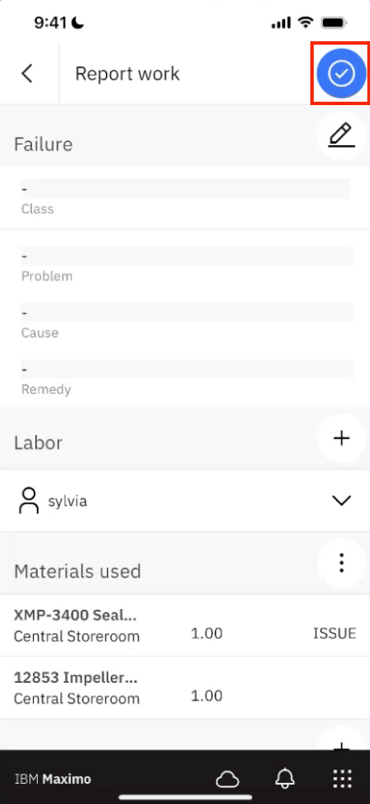 9:41
Report work
Failure
-
Class
-
Problem
-
Cause
-
Remedy
Labor
sylvia
Materials used
XMP-3400 Seal...
Central Storeroom 1.00 ISSUE
12853 Impeller...
Central Storeroom 1.00
IBM Maximo